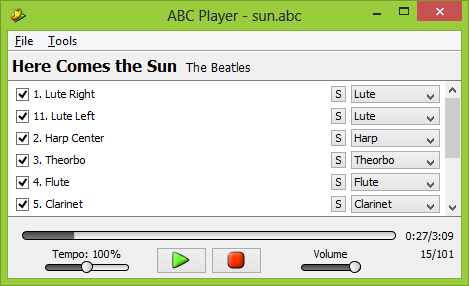 ABC Player - sun.abc
File Tools
Here Comes the Sun The Beatles
1. Lute Right S Lute
11. Lute Left S Lute
2. Harp Center S Harp
3. Theorbo S Theorbo
4. Flute S Flute
5. Clarinet S Clarinet
0:27/3:09
Tempo: 100% Volume 15/101